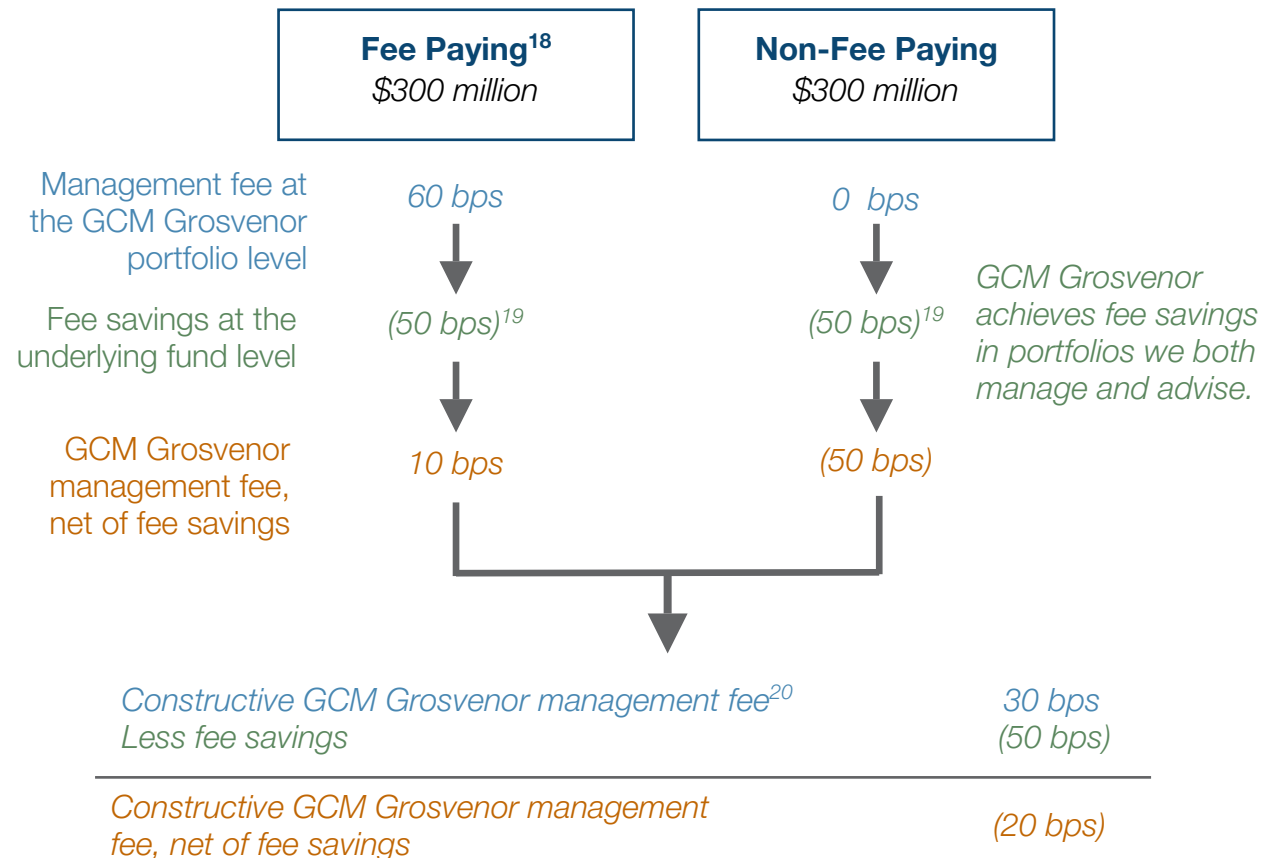 Fee Paying18
$300 million
Non-Fee Paying
$300 million
Management fee at
the GCM Grosvenor
portfolio level
60 bps
0 bps
Fee savings at the
underlying fund level
(50 bps)19
(50 bps)19
GCM Grosvenor
achieves fee savings
in portfolios we both
manage and advise.
GCM Grosvenor
management fee,
net of fee savings
10 bps
(50 bps)
Constructive GCM Grosvenor management fee20 30 bps
Less fee savings (50 bps)
Constructive GCM Grosvenor management
fee, net of fee savings
(20 bps)